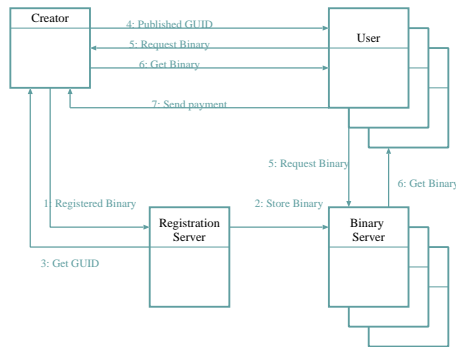 Creator
4: Published GUID
User
5: Request Binary
6: Get Binary
7: Send payment
5: Request Binary
6: Get Binary
1: Registered Binary
2: Store Binary
Registration
Server
Binary
Server
3: Get GUID